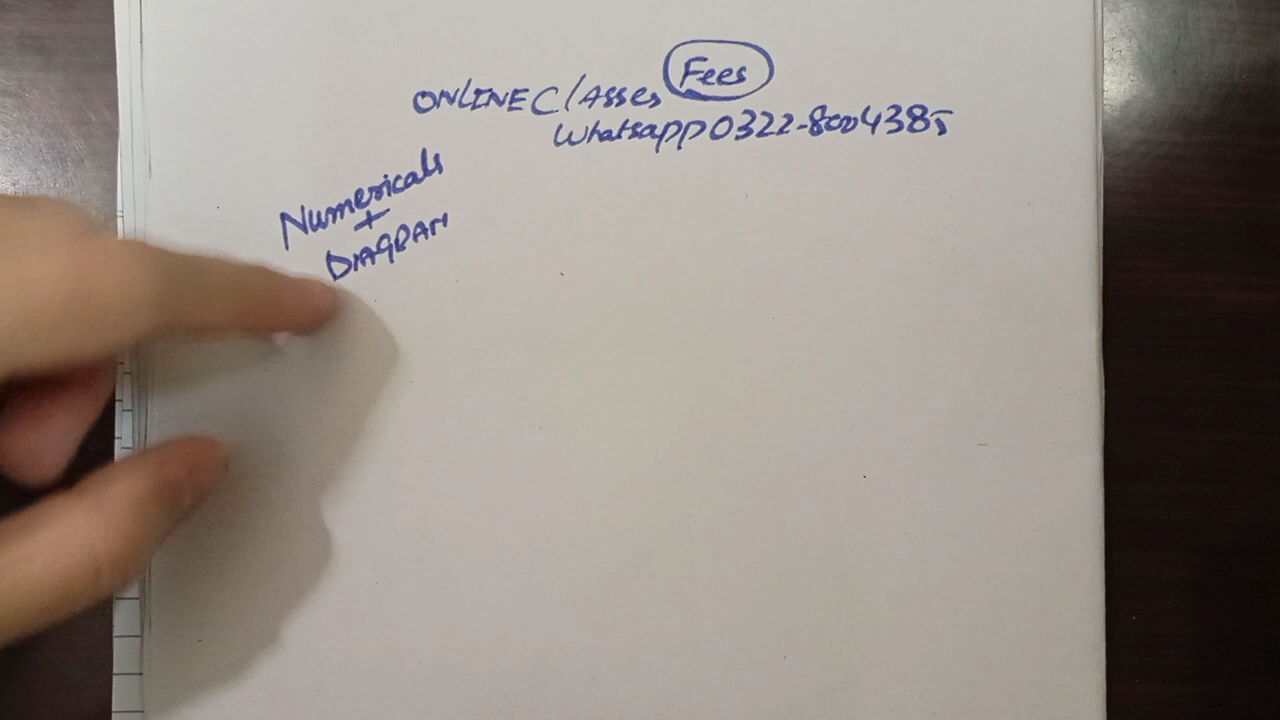 ONLINE Classes Fees
Whatsapp 0322-8004385
Numericals
+
DIAGRAM